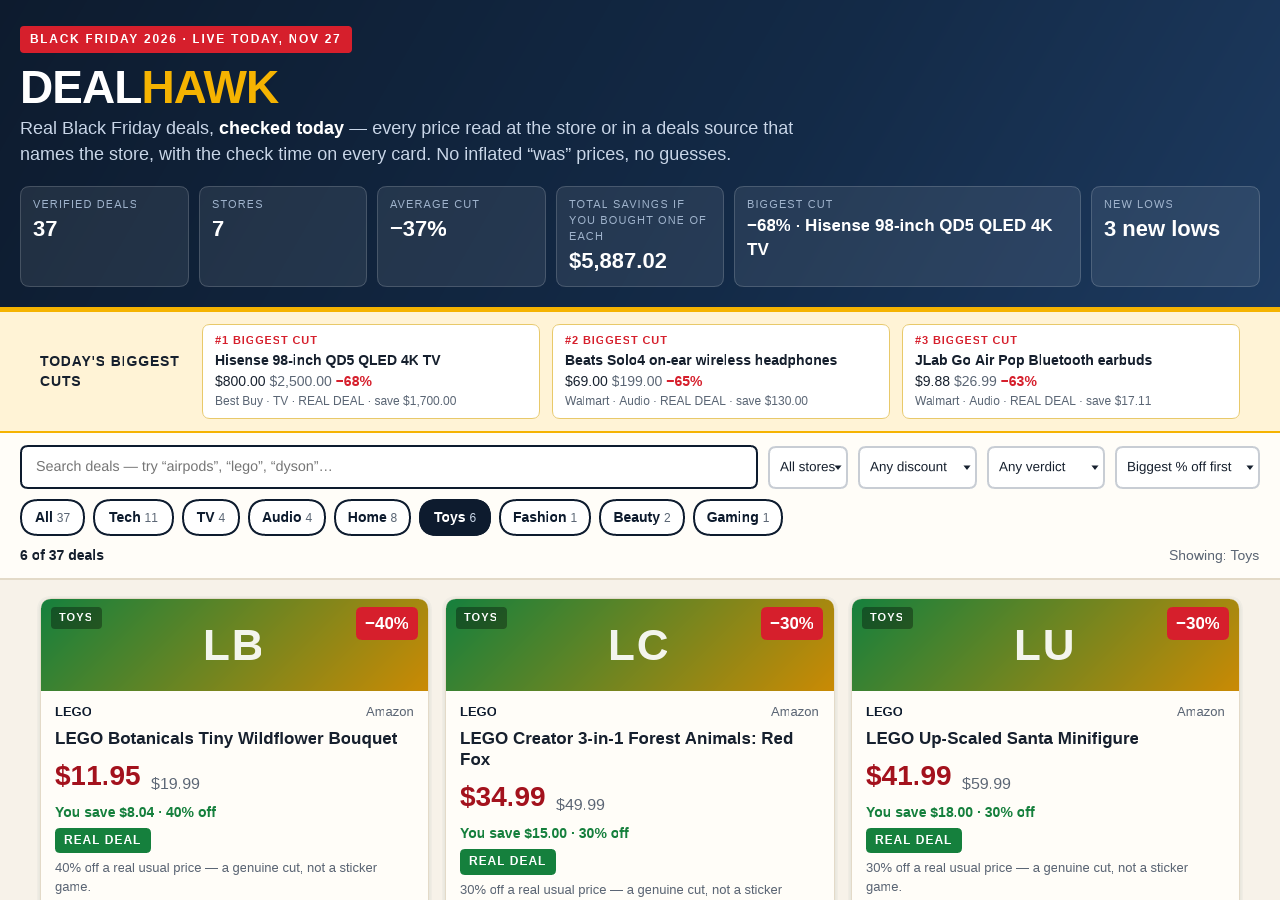 BLACK FRIDAY 2026 · LIVE TODAY, NOV 27
DEALHAWK
Real Black Friday deals, checked today — every price read at the store or in a deals source that
names the store, with the check time on every card. No inflated “was” prices, no guesses.
VERIFIED DEALS
37
STORES
7
AVERAGE CUT
−37%
TOTAL SAVINGS IF
YOU BOUGHT ONE OF
EACH
$5,887.02
BIGGEST CUT
−68% · Hisense 98-inch QD5 QLED 4K
TV
NEW LOWS
3 new lows
TODAY'S BIGGEST
CUTS
#1 BIGGEST CUT
Hisense 98-inch QD5 QLED 4K TV
$800.00 $2,500.00 −68%
Best Buy · TV · REAL DEAL · save $1,700.00
#2 BIGGEST CUT
Beats Solo4 on-ear wireless headphones
$69.00 $199.00 −65%
Walmart · Audio · REAL DEAL · save $130.00
#3 BIGGEST CUT
JLab Go Air Pop Bluetooth earbuds
$9.88 $26.99 −63%
Walmart · Audio · REAL DEAL · save $17.11
Search deals — try “airpods”, “lego”, “dyson”…
All stores
Any discount
Any verdict
Biggest % off first
All 37
Tech 11
TV 4
Audio 4
Home 8
Toys 6
Fashion 1
Beauty 2
Gaming 1
6 of 37 deals
Showing: Toys
TOYS
−40%
LB
LEGO
Amazon
LEGO Botanicals Tiny Wildflower Bouquet
$11.95 $19.99
You save $8.04 · 40% off
REAL DEAL
40% off a real usual price — a genuine cut, not a sticker
game.
TOYS
−30%
LC
LEGO
Amazon
LEGO Creator 3-in-1 Forest Animals: Red
Fox
$34.99 $49.99
You save $15.00 · 30% off
REAL DEAL
30% off a real usual price — a genuine cut, not a sticker
TOYS
−30%
LU
LEGO
Amazon
LEGO Up-Scaled Santa Minifigure
$41.99 $59.99
You save $18.00 · 30% off
REAL DEAL
30% off a real usual price — a genuine cut, not a sticker
game.